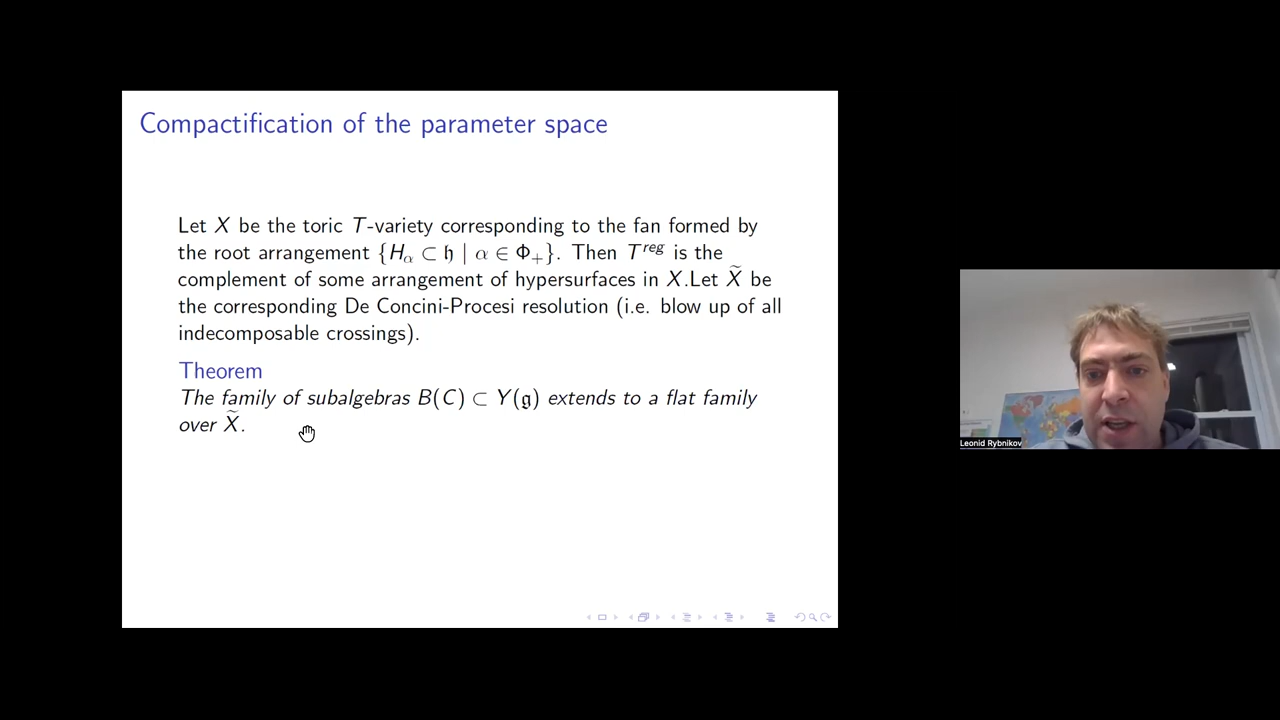 Compactification of the parameter space
Let X be the toric T-variety corresponding to the fan formed by
the root arrangement {H_α ⊂ 𝔥 | α ∈ Φ_+}. Then T^{reg} is the
complement of some arrangement of hypersurfaces in X.Let X̃ be
the corresponding De Concini-Procesi resolution (i.e. blow up of all
indecomposable crossings).
Theorem
The family of subalgebras B(C) ⊂ Y(𝔤) extends to a flat family
over X̃.
Leonid Rybnikov